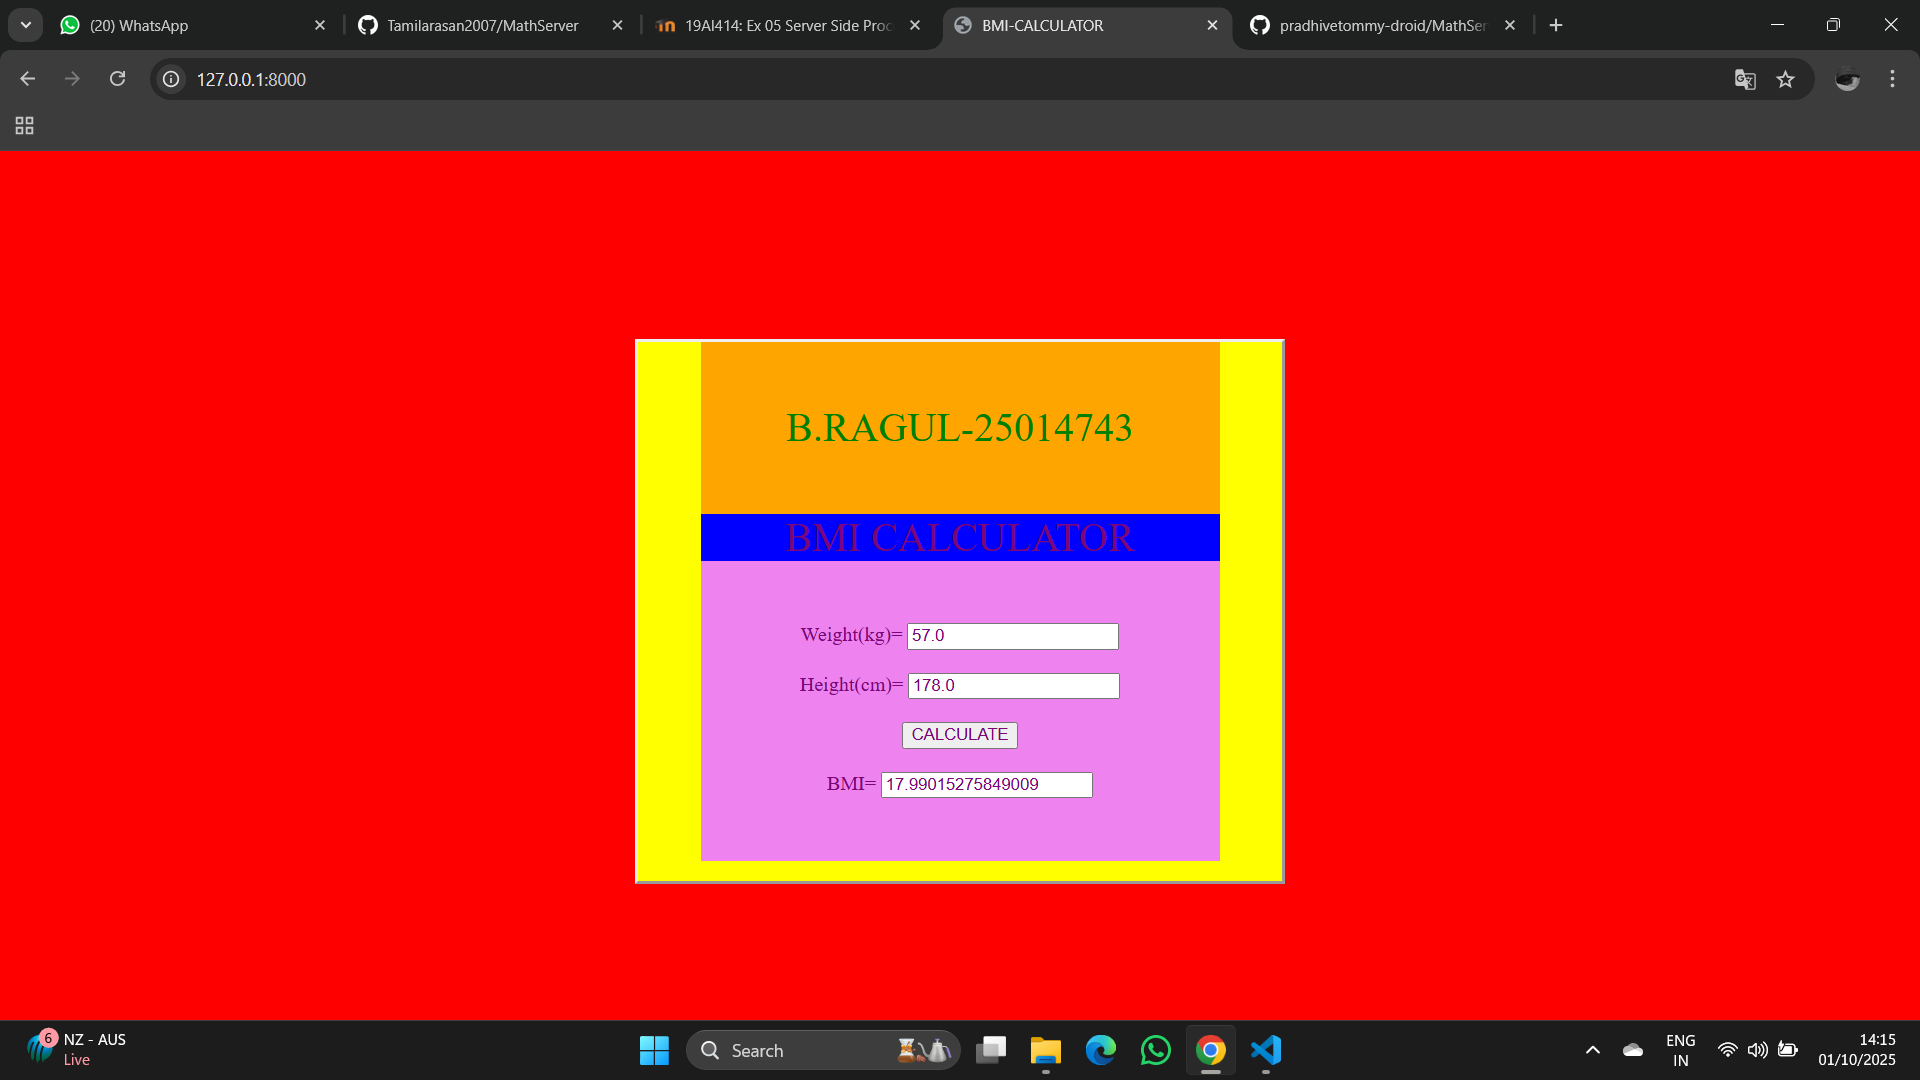 (20) WhatsApp
Tamilarasan2007/MathServer
19AI414: Ex 05 Server Side Proc
BMI-CALCULATOR
pradhivetommy-droid/MathSer
127.0.0.1:8000
B.RAGUL-25014743
BMI CALCULATOR
Weight(kg)= 57.0
Height(cm)= 178.0
CALCULATE
BMI= 17.99015275849009
6
NZ - AUS
Live
Search
ENG
IN
14:15
01/10/2025